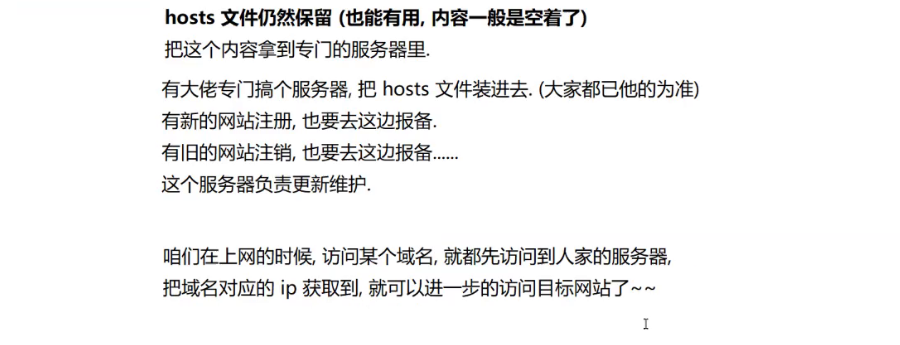 hosts 文件仍然保留 (也能有用, 内容一般是空着了)
把这个内容拿到专门的服务器里.
有大佬专门搞个服务器, 把 hosts 文件装进去. (大家都已他的为准)
有新的网站注册, 也要去这边报备.
有旧的网站注销, 也要去这边报备......
这个服务器负责更新维护.
咱们在上网的时候, 访问某个域名, 就都先访问到人家的服务器,
把域名对应的 ip 获取到, 就可以进一步的访问目标网站了~~